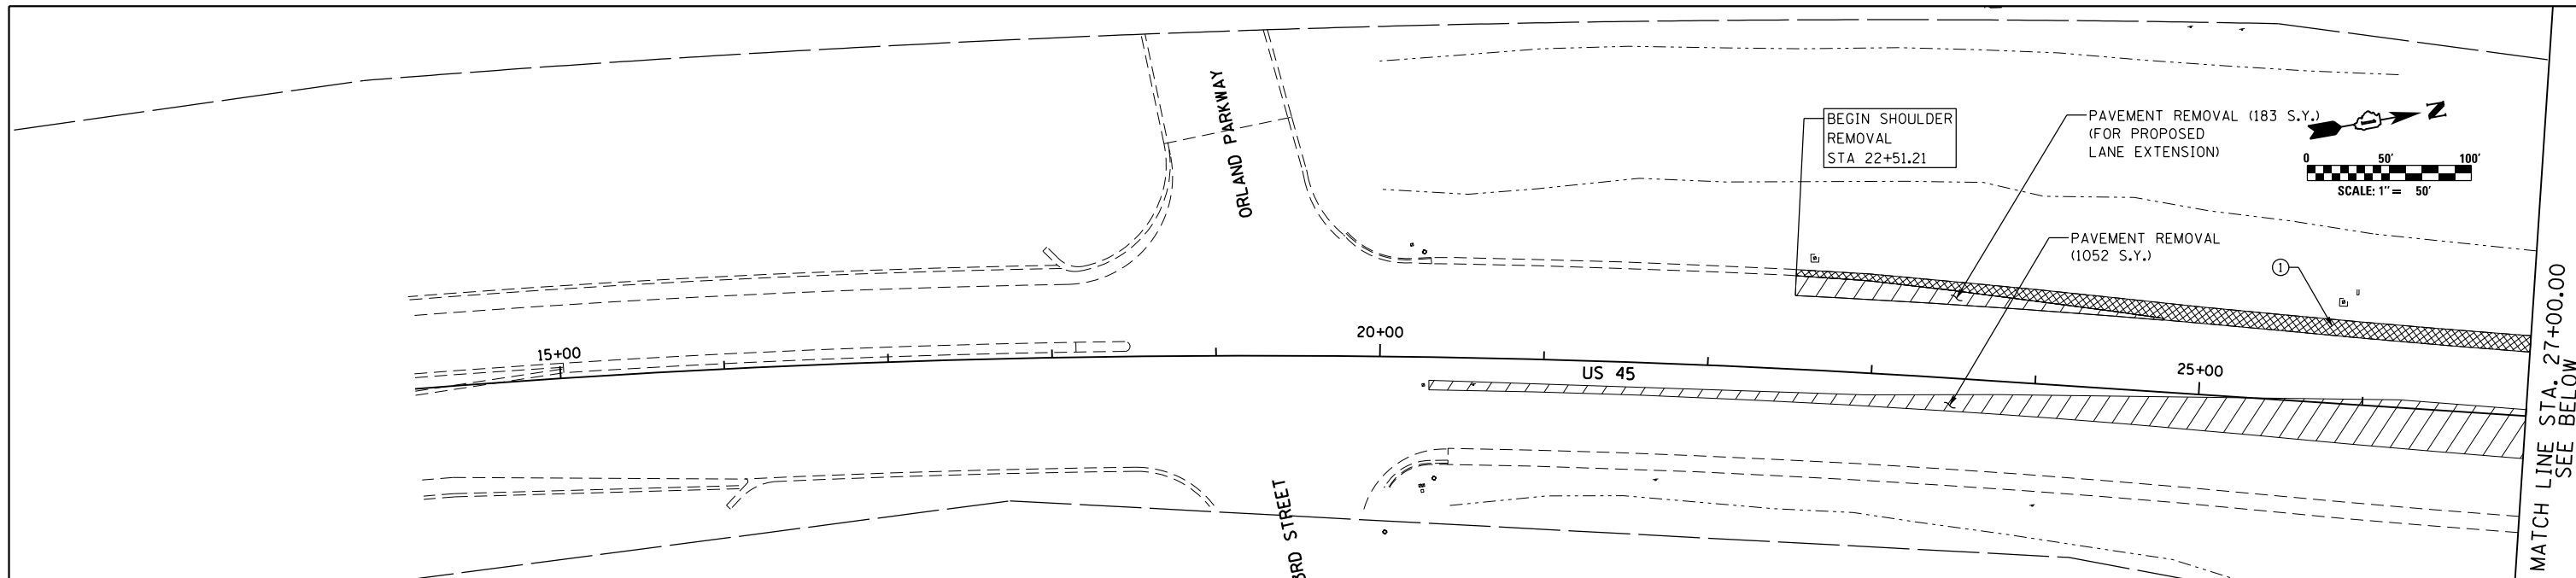 ORLAND PARKWAY
BEGIN SHOULDER
REMOVAL
STA 22+51.21
PAVEMENT REMOVAL (183 S.Y.)
(FOR PROPOSED
LANE EXTENSION)
N
0 50' 100'
SCALE: 1"= 50'
PAVEMENT REMOVAL
(1052 S.Y.)
1
15+00
20+00
US 45
25+00
STREET
MATCH LINE STA. 27+00.00
SEE BELOW